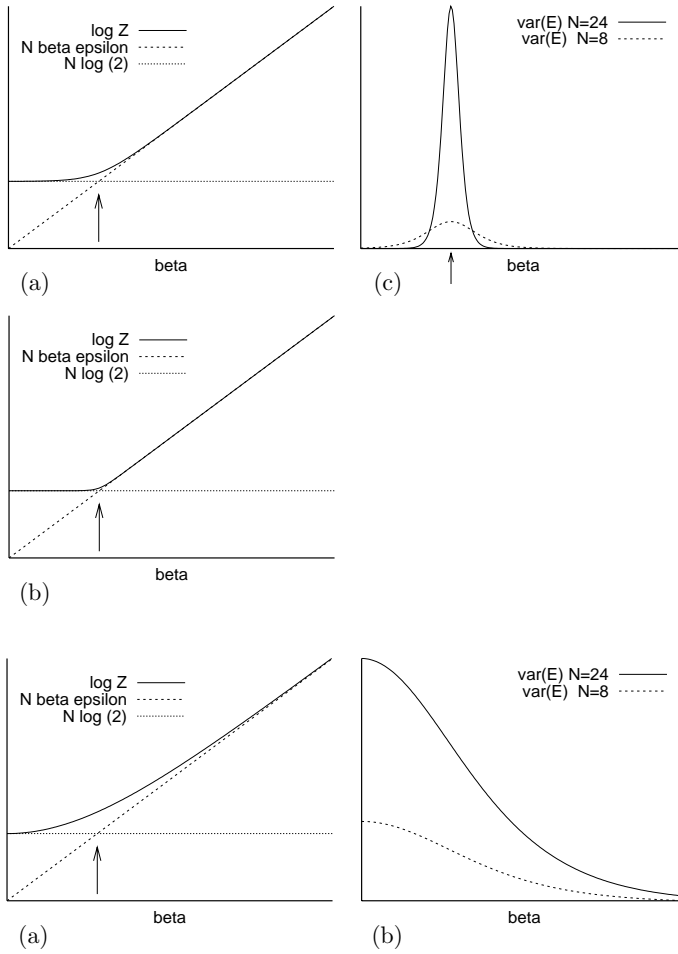 log Z
N beta epsilon
N log (2)
beta
(a)
var(E) N=24
var(E) N=8
beta
(c)
log Z
N beta epsilon
N log (2)
beta
(b)
log Z
N beta epsilon
N log (2)
beta
(a)
var(E) N=24
var(E) N=8
beta
(b)